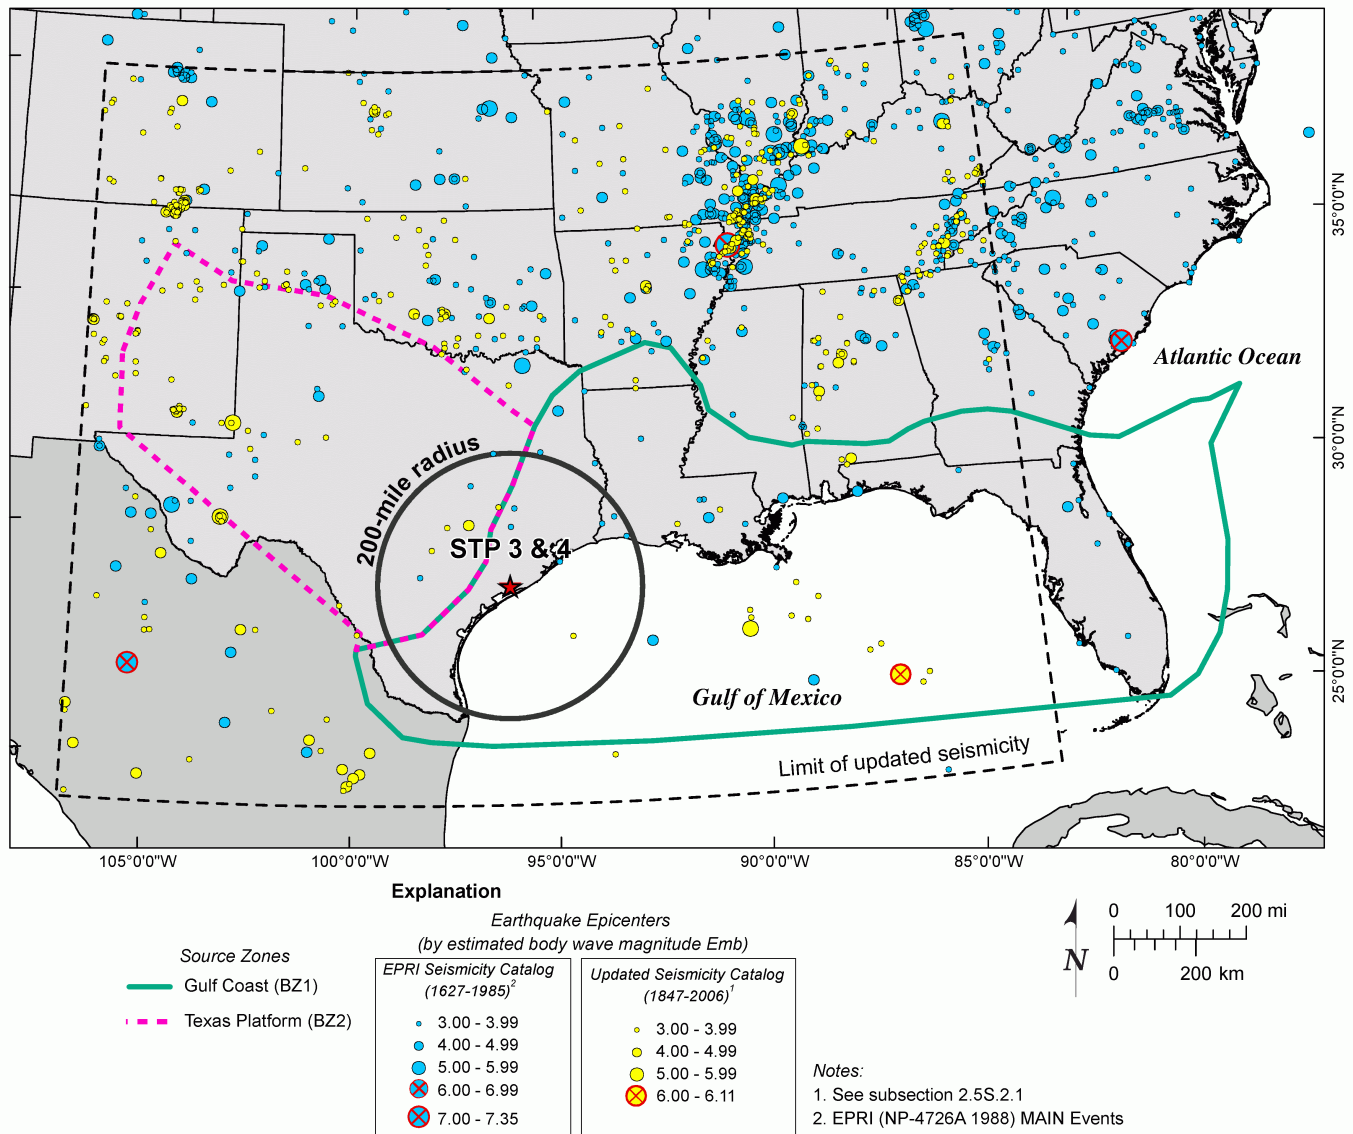 200-mile radius
STP 3 & 4
Atlantic Ocean
Gulf of Mexico
Limit of updated seismicity
35°0'0"N
30°0'0"N
25°0'0"N
105°0'0"W
100°0'0"W
95°0'0"W
90°0'0"W
85°0'0"W
80°0'0"W
Explanation
Earthquake Epicenters
(by estimated body wave magnitude Emb)
Source Zones
Gulf Coast (BZ1)
Texas Platform (BZ2)
EPRI Seismicity Catalog
(1627-1985)2
3.00 - 3.99
4.00 - 4.99
5.00 - 5.99
6.00 - 6.99
7.00 - 7.35
Updated Seismicity Catalog
(1847-2006)1
3.00 - 3.99
4.00 - 4.99
5.00 - 5.99
6.00 - 6.11
N
0 100 200 mi
0 200 km
Notes:
1. See subsection 2.5S.2.1
2. EPRI (NP-4726A 1988) MAIN Events